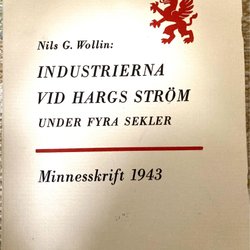 Nils G. Wollin:
INDUSTRIERNA
VID HARGS STRÖM
UNDER FYRA SEKLER
Minnesskrift 1943